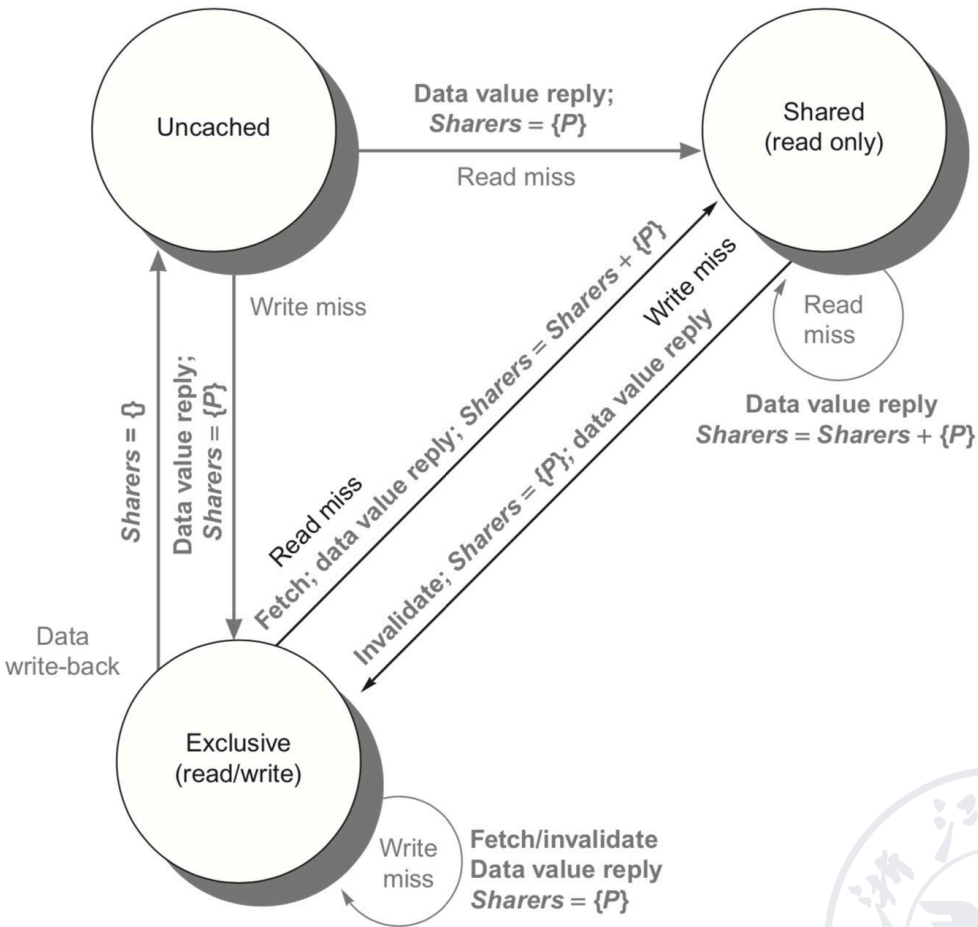 Uncached
Data value reply;
Sharers = {P}
Read miss
Shared
(read only)
Write miss
Sharers = {}
Data value reply;
Sharers = {P}
Read miss
Fetch; data value reply; Sharers = Sharers + {P}
Write miss
Invalidate; Sharers = {P}; data value reply
Read
miss
Data value reply
Sharers = Sharers + {P}
Data
write-back
Exclusive
(read/write)
Write
miss
Fetch/invalidate
Data value reply
Sharers = {P}
浙江